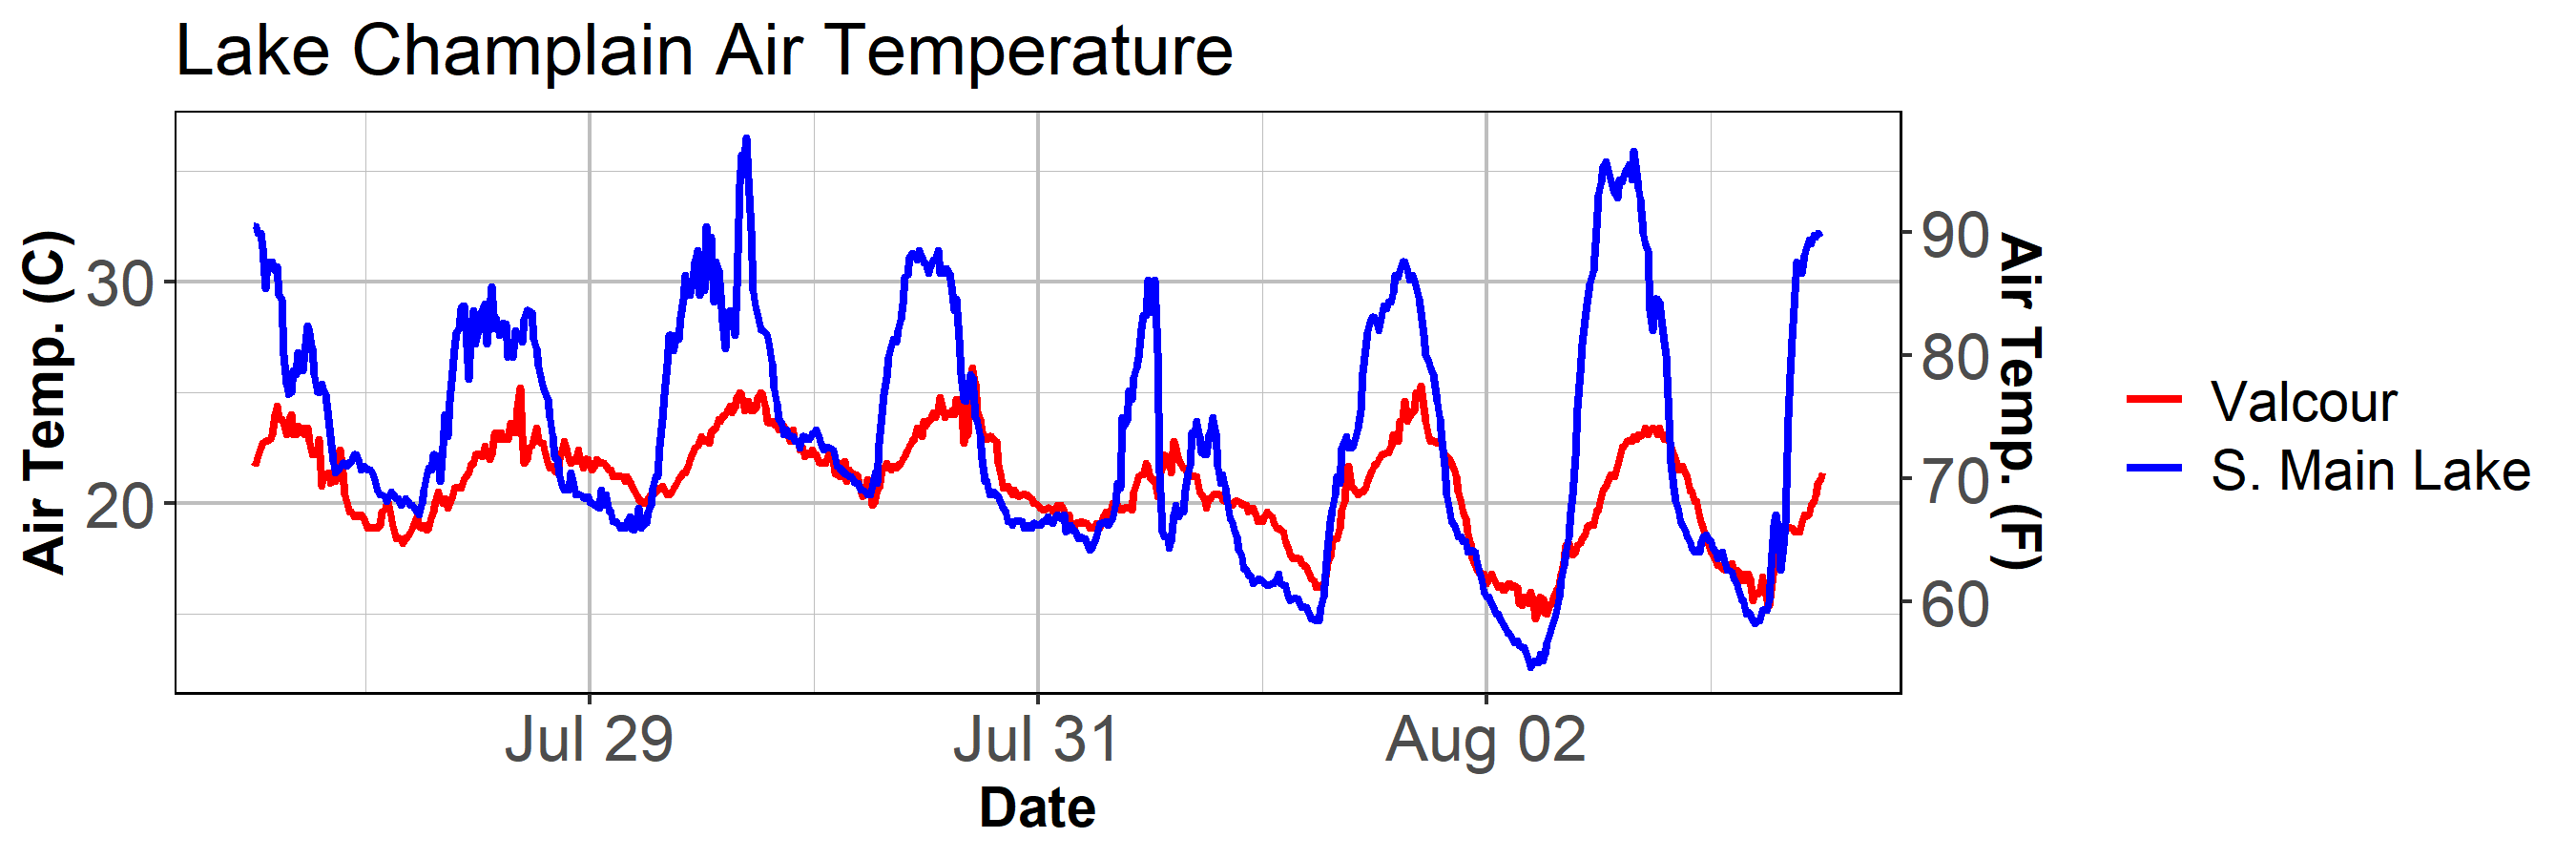 Lake Champlain Air Temperature
Air Temp. (C)
30
20
90
80
70
60
Air Temp. (F)
Jul 29
Jul 31
Aug 02
Date
Valcour
S. Main Lake